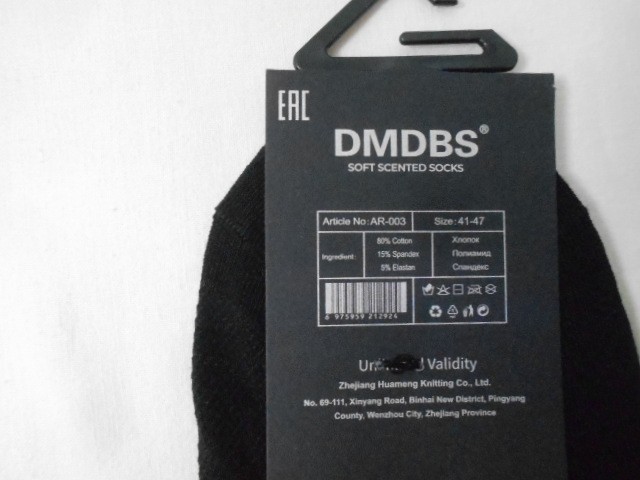 EAC
DMDBS®
SOFT SCENTED SOCKS
Article No: AR-003 Size: 41-47
Ingredient: 80% Cotton Хлопок
15% Spandex Полиамид
5% Elastan Спандекс
6 975959 212924
Validity
Zhejiang Huameng Knitting Co., Ltd.
No. 69-111, Xinyang Road, Binhai New District, Pingyang
County, Wenzhou City, Zhejiang Province